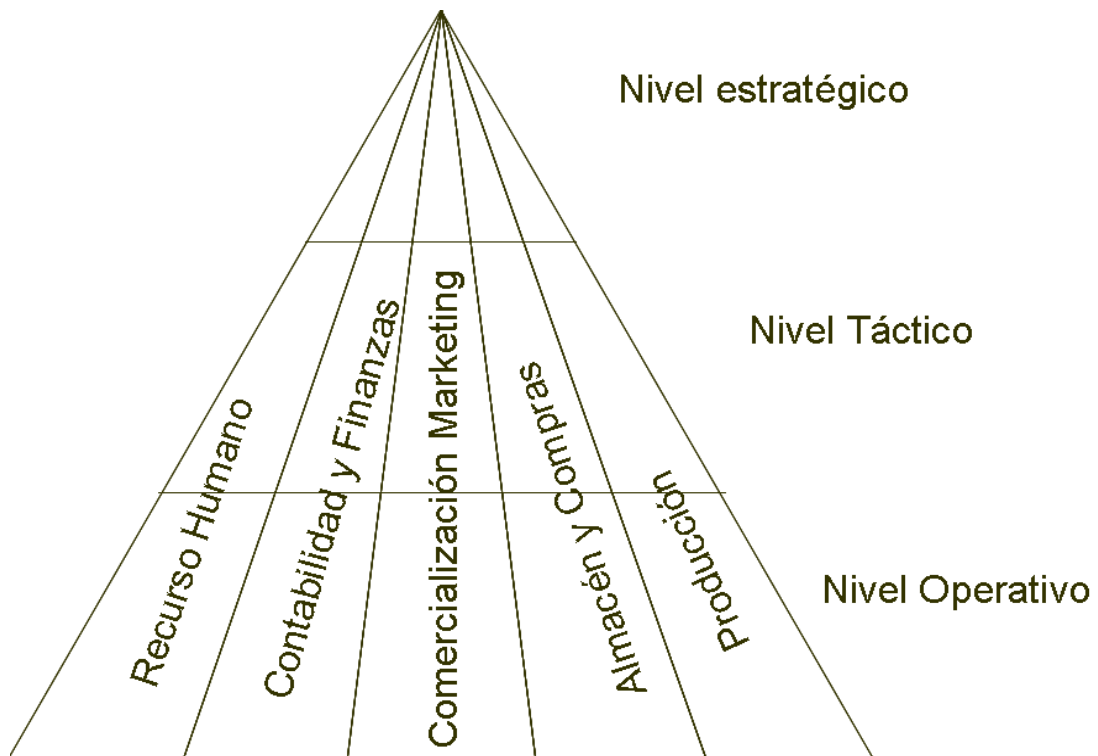 Nivel estratégico
Nivel Táctico
Nivel Operativo
Recurso Humano
Contabilidad y Finanzas
Comercialización Marketing
Almacén y Compras
Producción